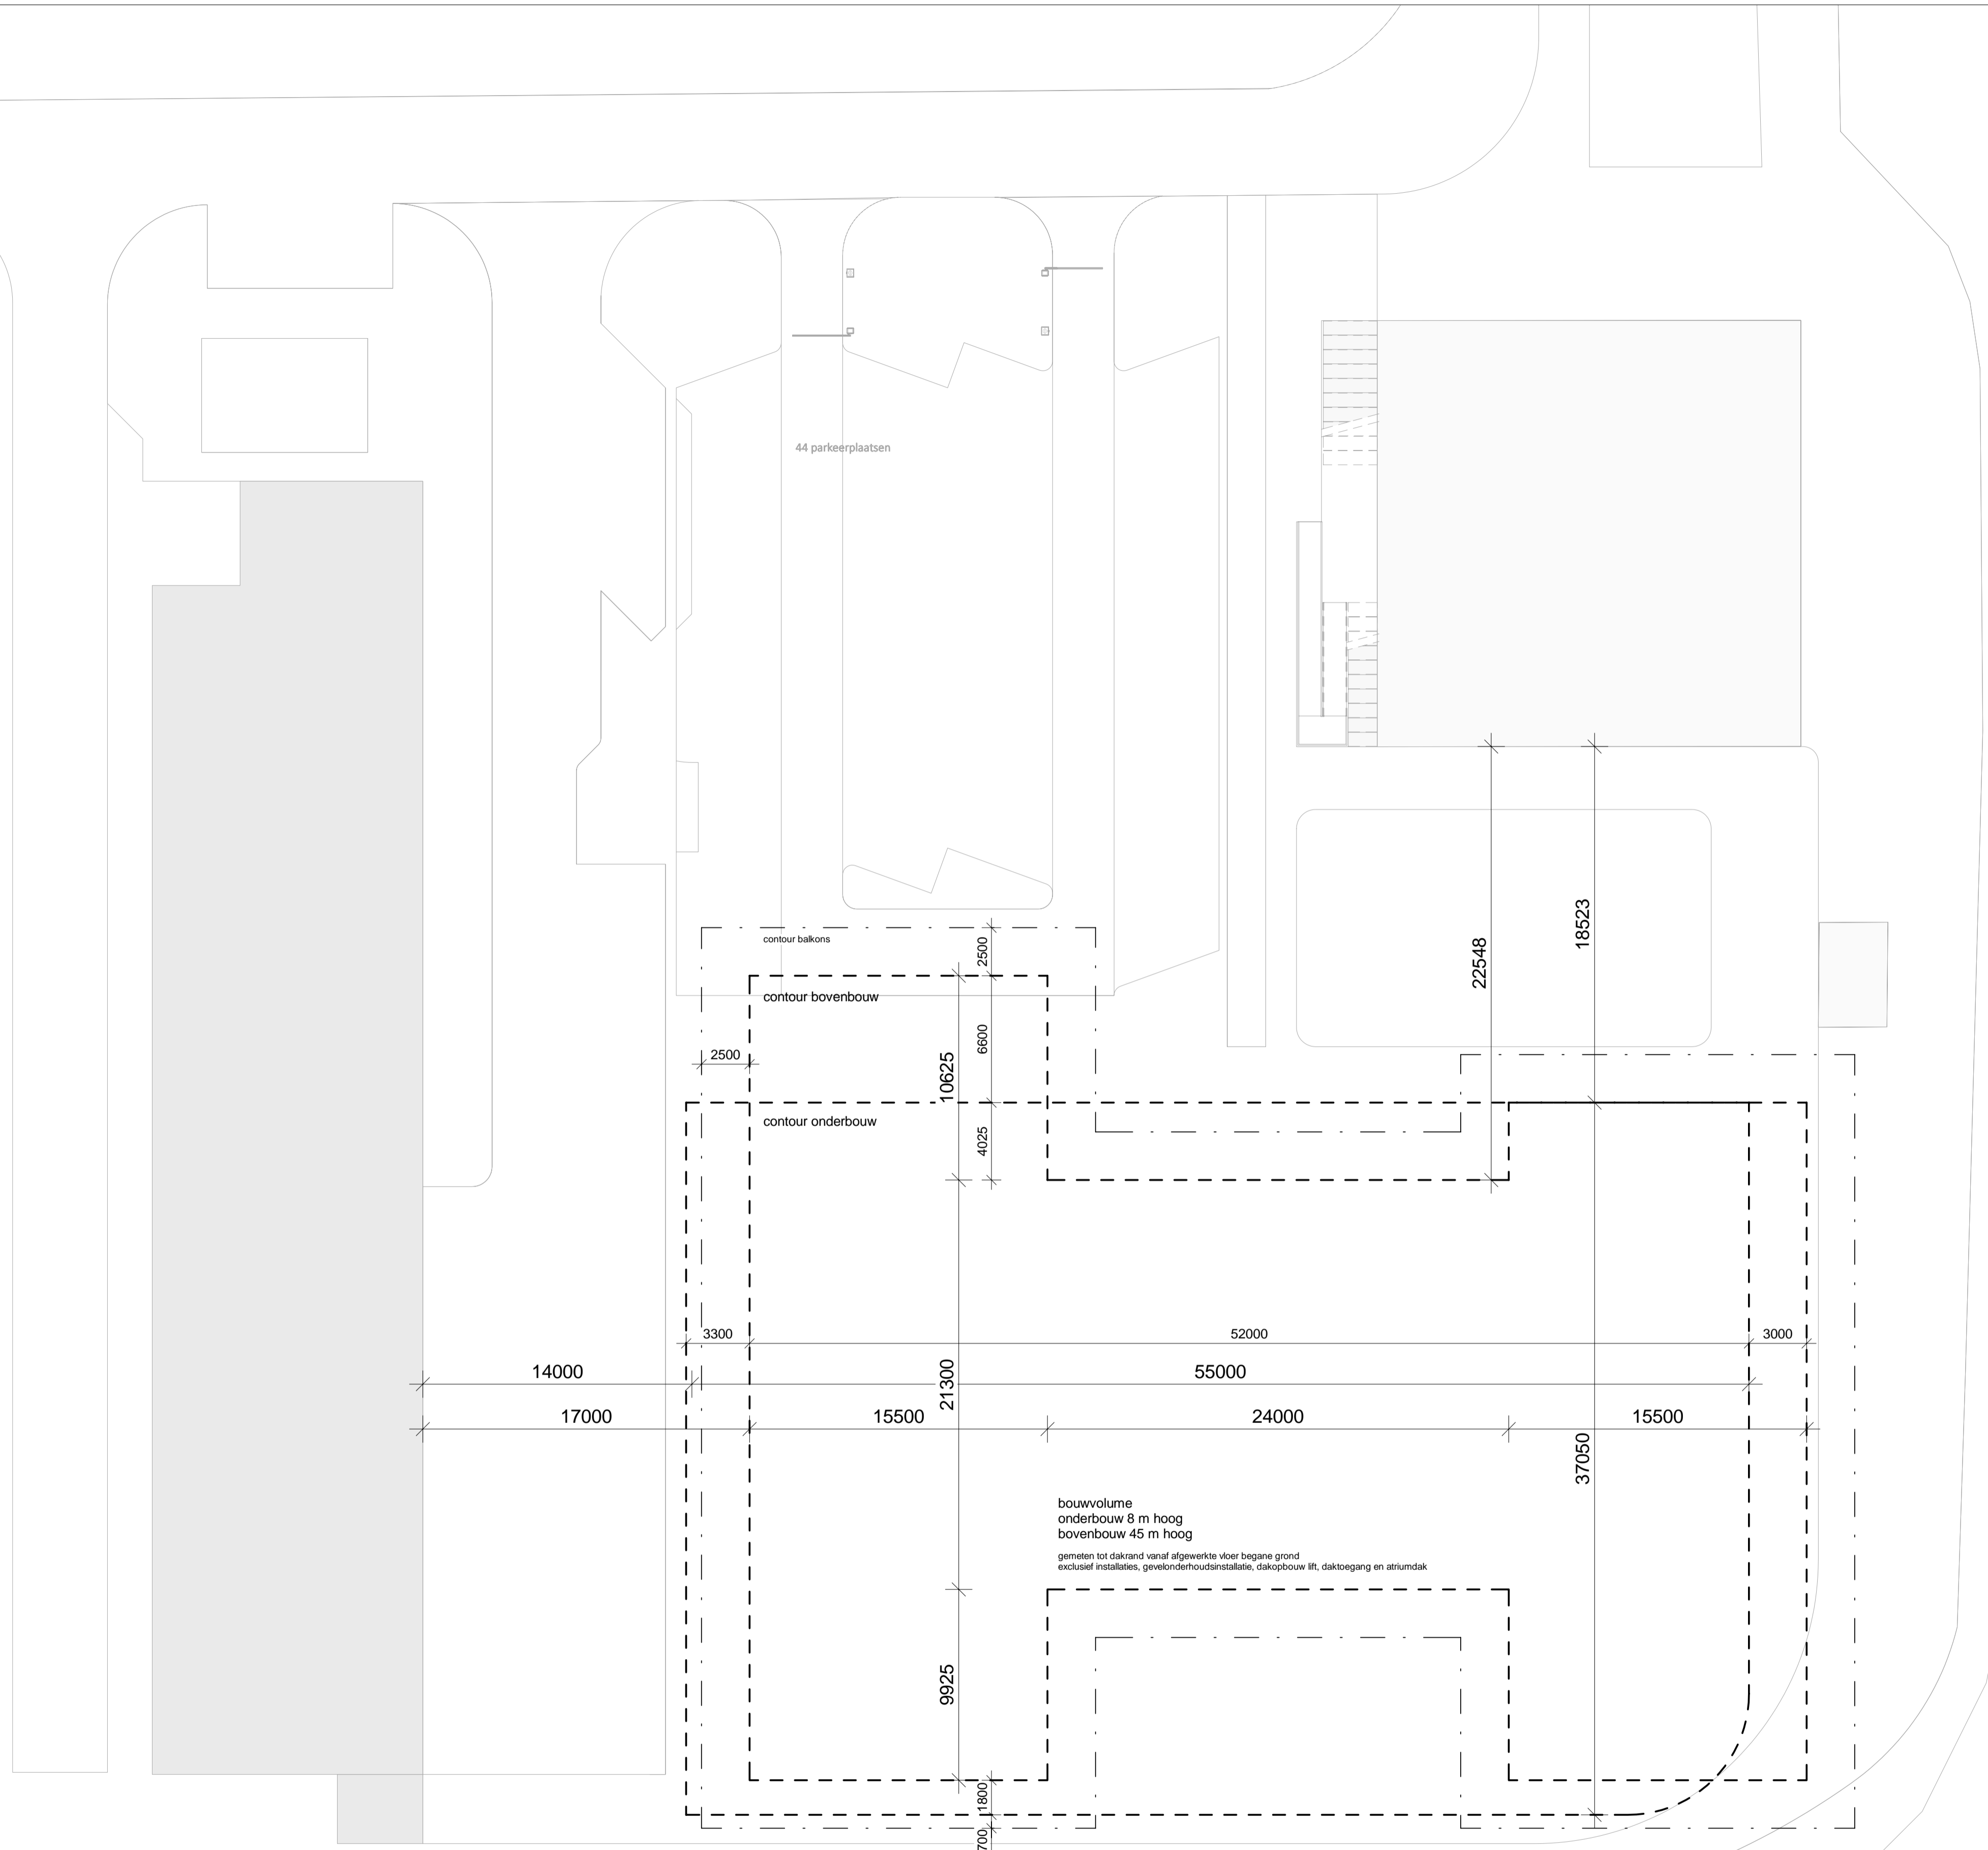 44 parkeerplaatsen
contour balkons
2500
22548
18523
contour bovenbouw
6600
2500
10625
contour onderbouw
4025
3300
52000
3000
14000
21300
55000
17000
15500
24000
15500
37050
bouwvolume
onderbouw 8 m hoog
bovenbouw 45 m hoog
gemeten tot dakrand vanaf afgewerkte vloer begane grond
exclusief installaties, gevelonderhoudsinstallatie, dakopbouw lift, daktoegang en atriumdak
9925
1800
700